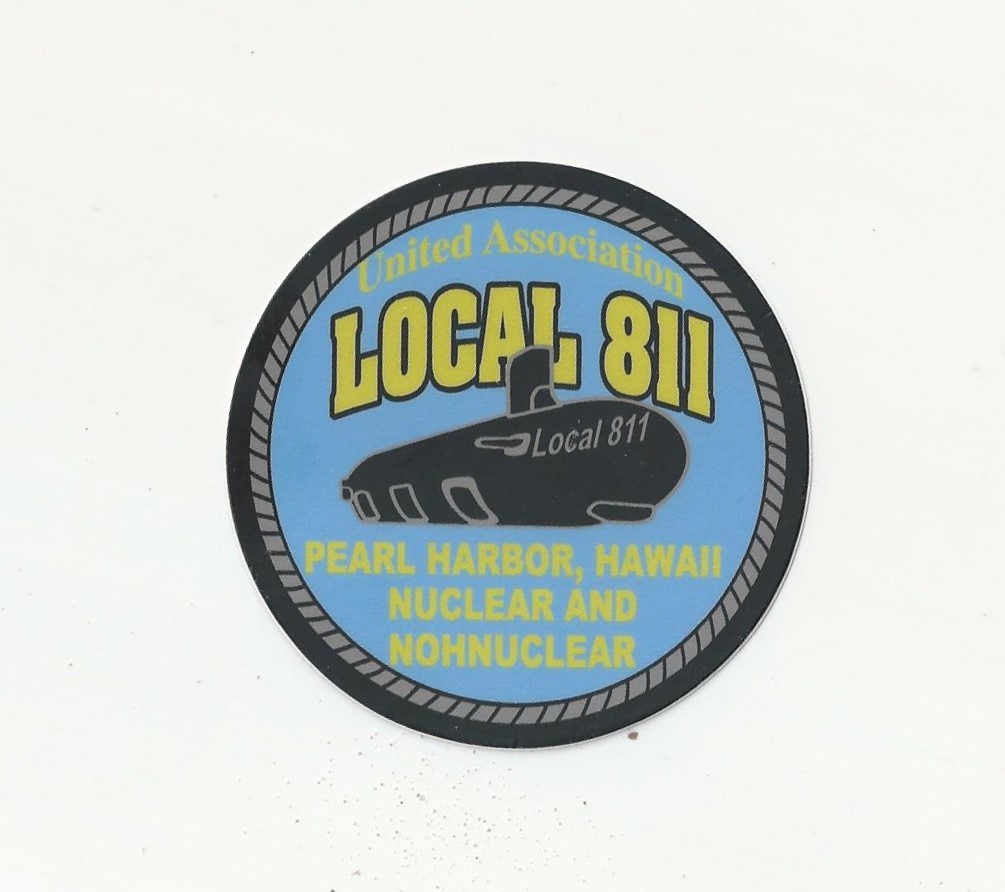 United Association
LOCAL 811
Local 811
PEARL HARBOR, HAWAII
NUCLEAR AND
NOHNUCLEAR